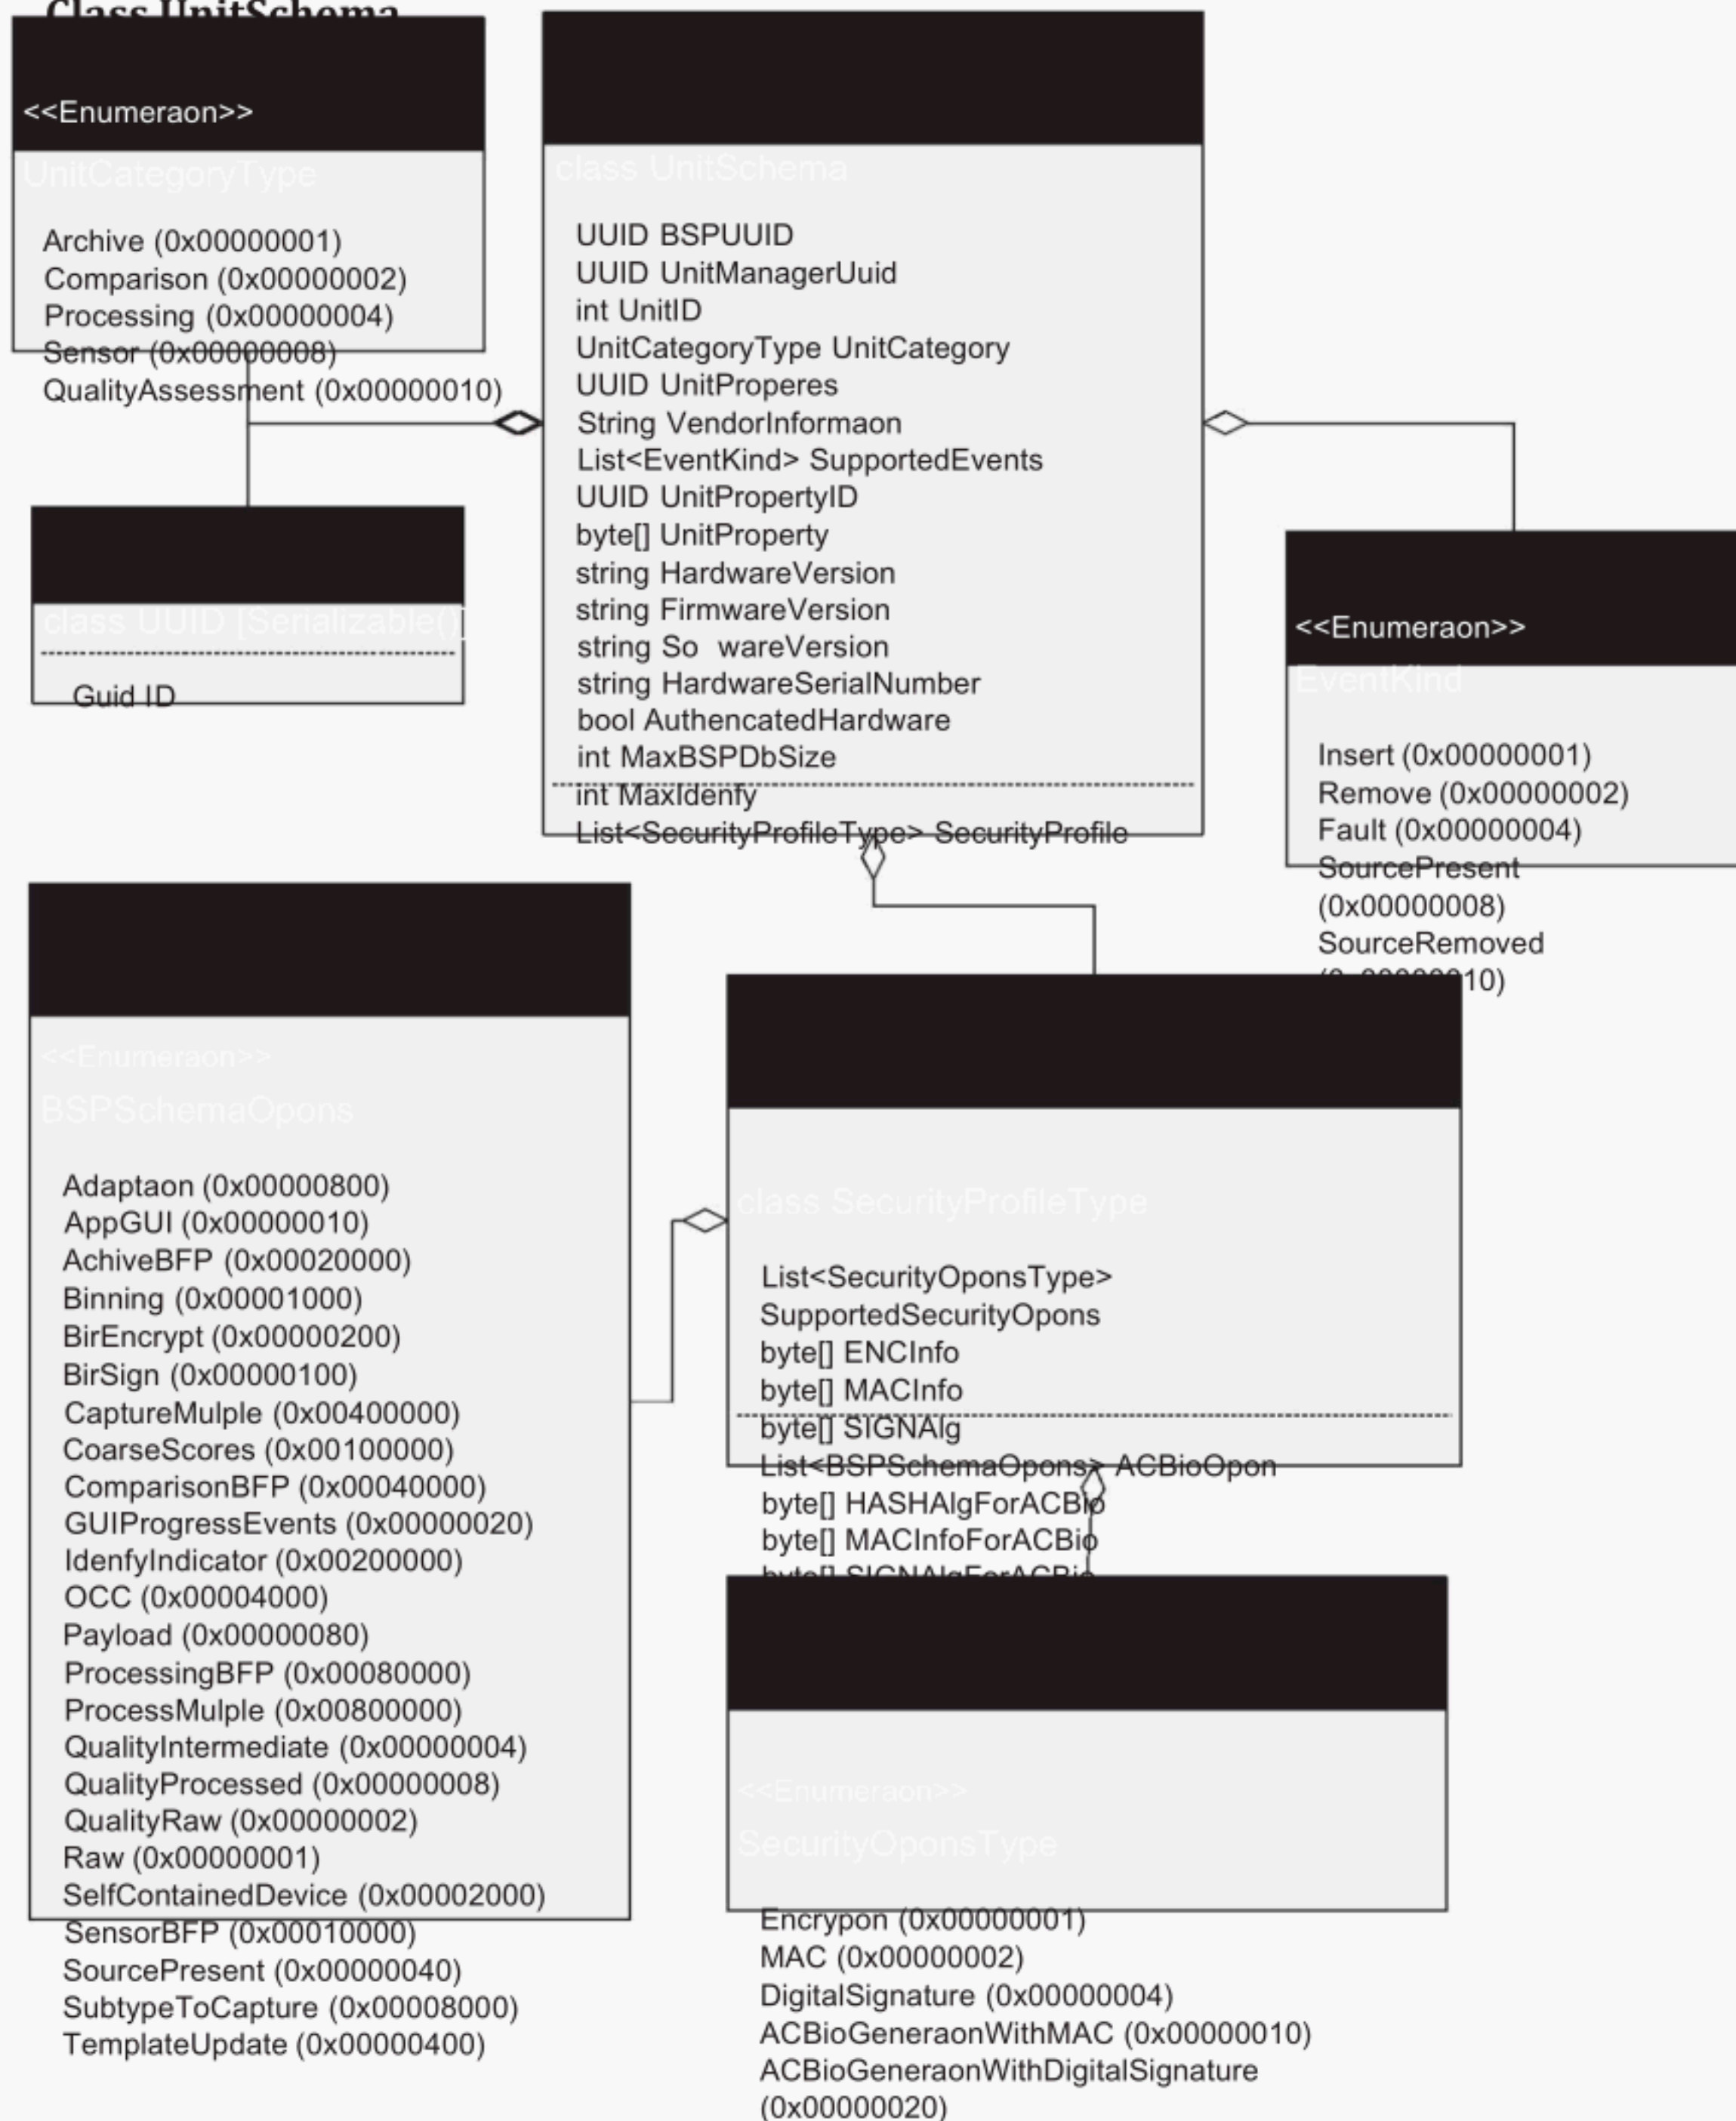 Class UnitSchema
<<Enumeraon>>
UnitCategoryType
Archive (0x00000001)
Comparison (0x00000002)
Processing (0x00000004)
Sensor (0x00000008)
QualityAssessment (0x00000010)
class UnitSchema
UUID BSPUUID
UUID UnitManagerUuid
int UnitID
UnitCategoryType UnitCategory
UUID UnitProperes
String VendorInformaon
List<EventKind> SupportedEvents
UUID UnitPropertyID
byte[] UnitProperty
string HardwareVersion
string FirmwareVersion
string So wareVersion
string HardwareSerialNumber
bool AuthencatedHardware
int MaxBSPDbSize
int MaxIdenfy
List<SecurityProfileType> SecurityProfile
class UUID [Serializable()]
Guid ID
<<Enumeraon>>
EventKind
Insert (0x00000001)
Remove (0x00000002)
Fault (0x00000004)
SourcePresent
(0x00000008)
SourceRemoved
(0x00000010)
<<Enumeraon>>
BSPSchemaOpons
Adaptaon (0x00000800)
AppGUI (0x00000010)
AchiveBFP (0x00020000)
Binning (0x00001000)
BirEncrypt (0x00000200)
BirSign (0x00000100)
CaptureMulple (0x00400000)
CoarseScores (0x00100000)
ComparisonBFP (0x00040000)
GUIProgressEvents (0x00000020)
IdenfyIndicator (0x00200000)
OCC (0x00004000)
Payload (0x00000080)
ProcessingBFP (0x00080000)
ProcessMulple (0x00800000)
QualityIntermediate (0x00000004)
QualityProcessed (0x00000008)
QualityRaw (0x00000002)
Raw (0x00000001)
SelfContainedDevice (0x00002000)
SensorBFP (0x00010000)
SourcePresent (0x00000040)
SubtypeToCapture (0x00008000)
TemplateUpdate (0x00000400)
class SecurityProfileType
List<SecurityOponsType>
SupportedSecurityOpons
byte[] ENCInfo
byte[] MACInfo
byte[] SIGNAlg
List<BSPSchemaOpons> ACBioOpon
byte[] HASHAlgForACBio
byte[] MACInfoForACBio
byte[] SIGNAlgForACBio
<<Enumeraon>>
SecurityOponsType
Encrypon (0x00000001)
MAC (0x00000002)
DigitalSignature (0x00000004)
ACBioGeneraonWithMAC (0x00000010)
ACBioGeneraonWithDigitalSignature
(0x00000020)